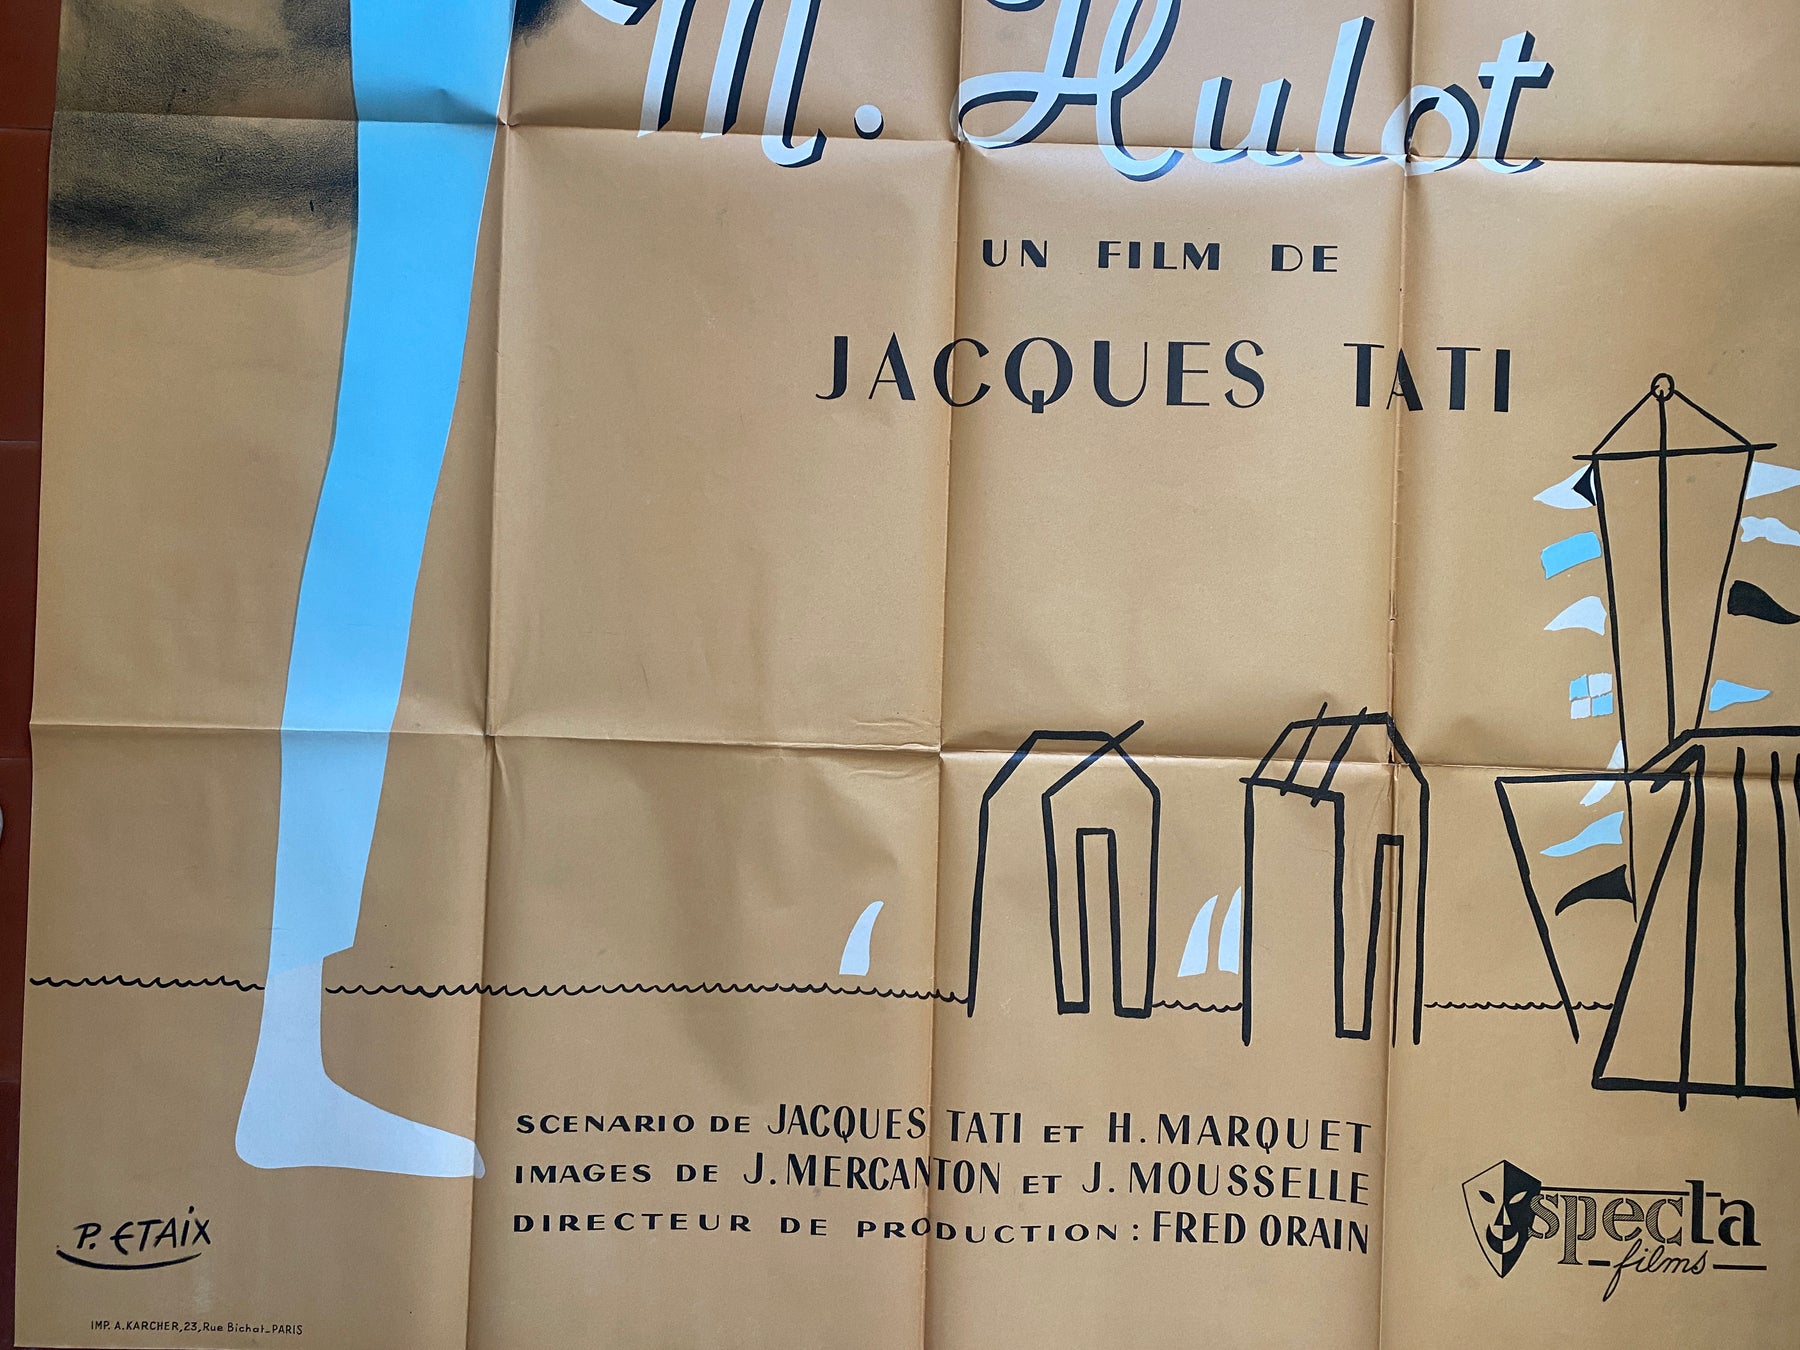 M. Hulot
UN FILM DE
JACQUES TATI
SCENARIO DE JACQUES TATI ET H. MARQUET
IMAGES DE J. MERCANTON ET J. MOUSSELLE
DIRECTEUR DE PRODUCTION : FRED ORAIN
specta
films
P. ETAIX
IMP. A. KARCHER, 23, Rue Bichat_PARIS